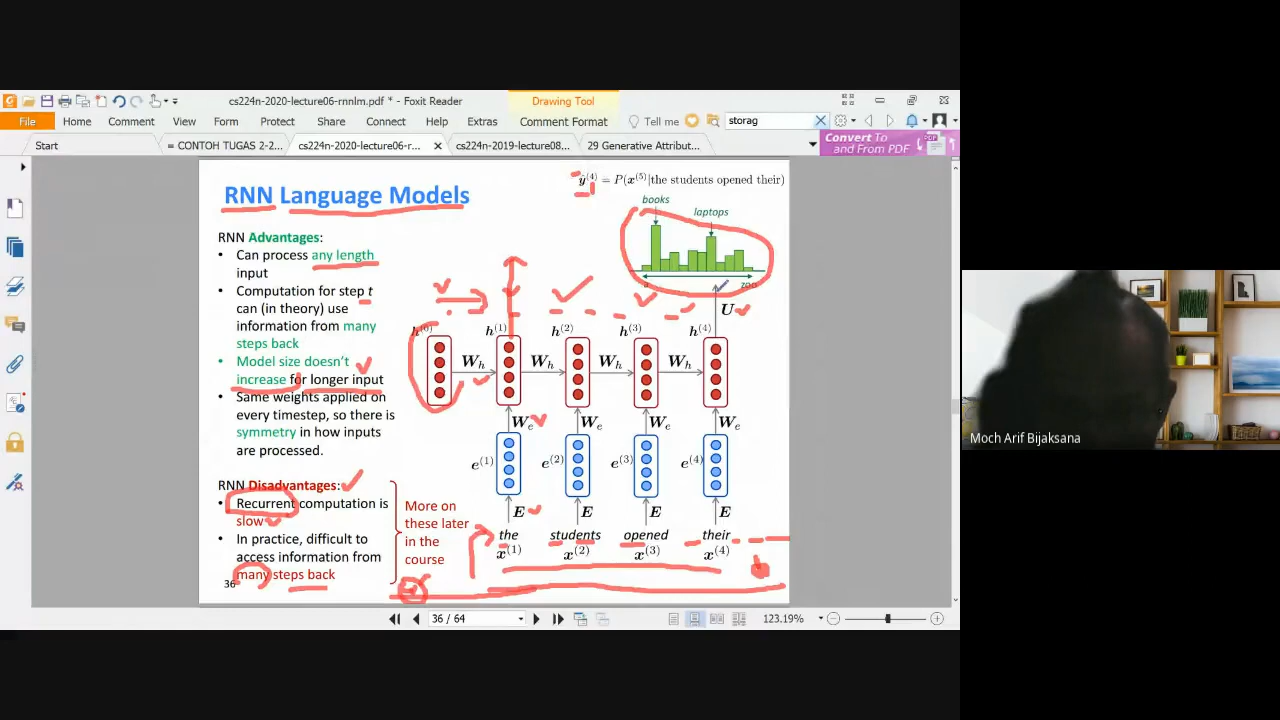 cs224n-2020-lecture06-rnnlm.pdf * - Foxit Reader
Drawing Tool
File Home Comment View Form Protect Share Connect Help Extras Comment Format Tell me storag
Start = CONTOH TUGAS 2-2... cs224n-2020-lecture06-r... cs224n-2019-lecture08... 29 Generative Attribut...
Convert To
and From PDF
PDF
RNN Language Models
ŷ(4) = P(x(5)|the students opened their)
books
laptops
a zoo
RNN Advantages:
• Can process any length
input
• Computation for step t
can (in theory) use
information from many
steps back
• Model size doesn't
increase for longer input
• Same weights applied on
every timestep, so there is
symmetry in how inputs
are processed.
RNN Disadvantages:
• Recurrent computation is
slow
• In practice, difficult to
access information from
many steps back
More on
these later
in the
course
U
h(0) h(1) h(2) h(3) h(4)
Wh Wh Wh Wh
We We We We
e(1) e(2) e(3) e(4)
E E E E
the students opened their
x(1) x(2) x(3) x(4)
36
36 / 64
123.19%
Moch Arif Bijaksana